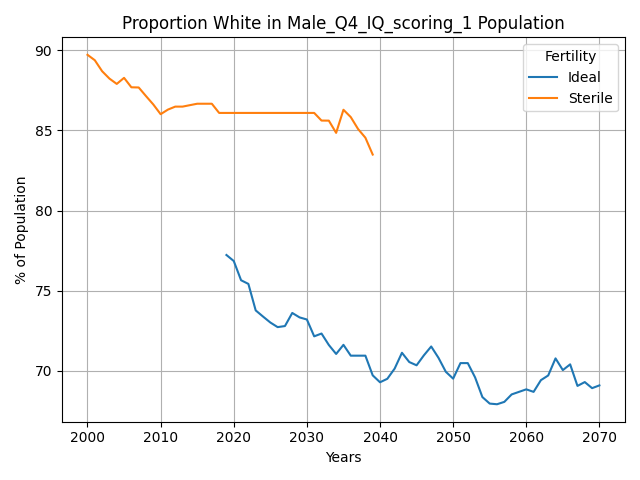 Proportion White in Male_Q4_IQ_scoring_1 Population
Fertility
Ideal
Sterile
% of Population
90
85
80
75
70
2000 2010 2020 2030 2040 2050 2060 2070
Years